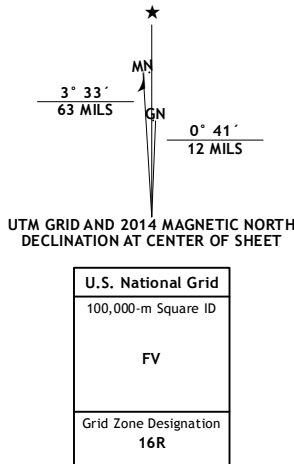 MN
3° 33´
63 MILS
GN
0° 41´
12 MILS
UTM GRID AND 2014 MAGNETIC NORTH
DECLINATION AT CENTER OF SHEET
U.S. National Grid
100,000-m Square ID
FV
Grid Zone Designation
16R